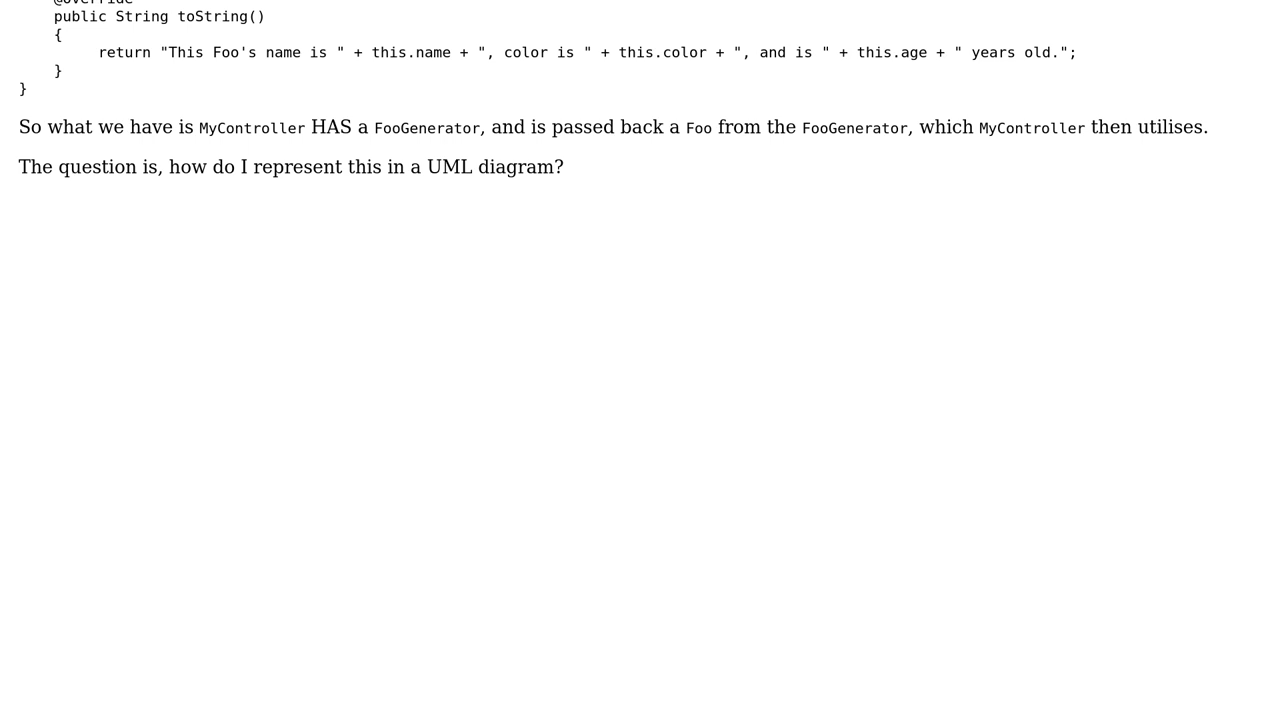 @Override
public String toString()
{
return "This Foo's name is " + this.name + ", color is " + this.color + ", and is " + this.age + " years old.";
}
}
So what we have is MyController HAS a FooGenerator, and is passed back a Foo from the FooGenerator, which MyController then utilises.
The question is, how do I represent this in a UML diagram?